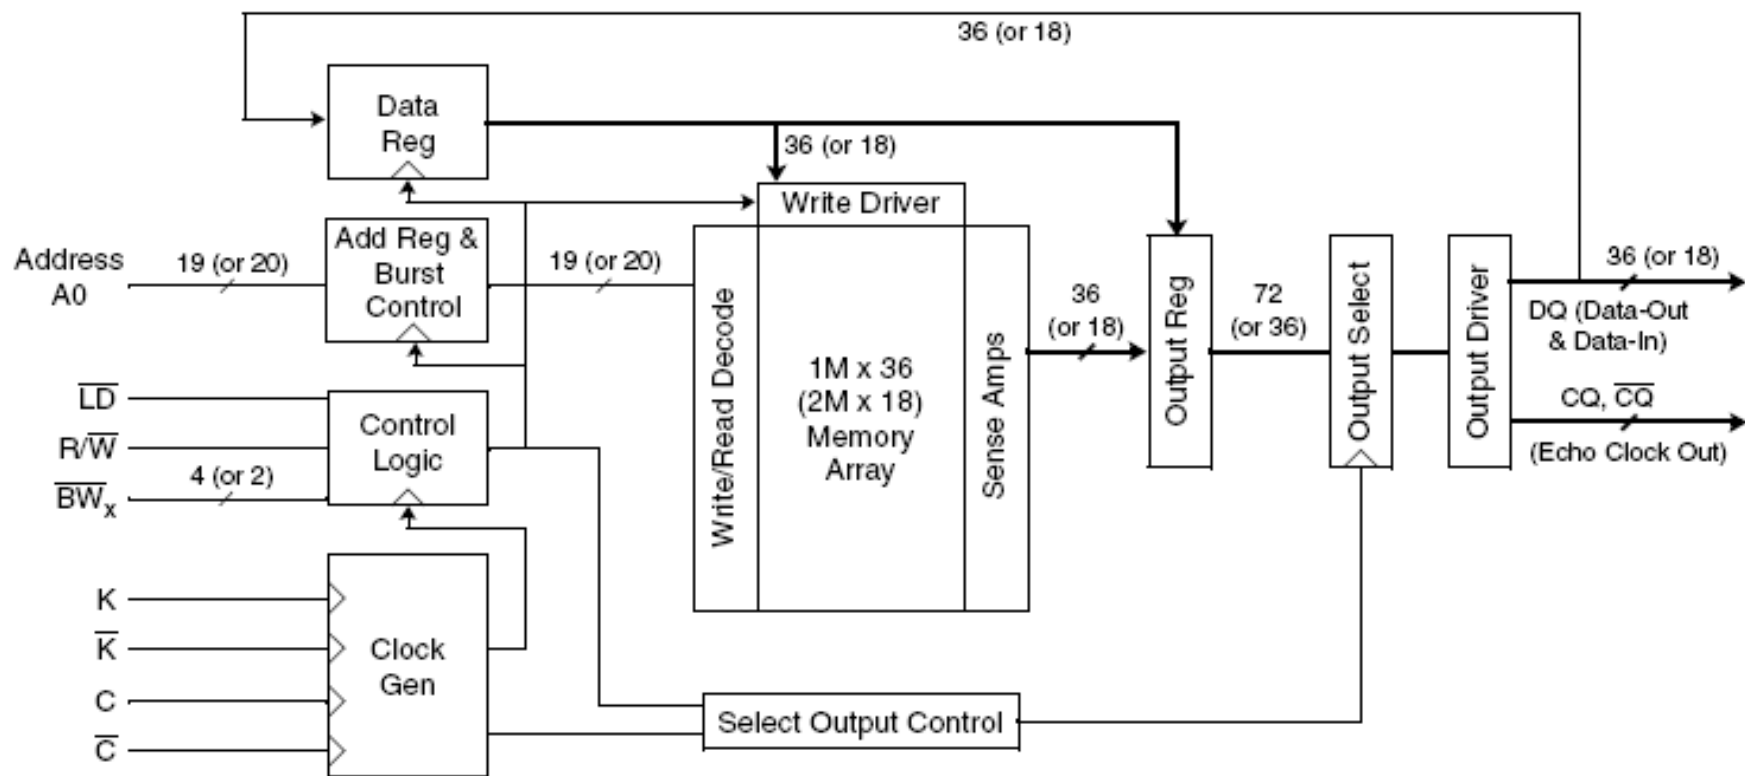 36 (or 18)
Data
Reg
36 (or 18)
Write Driver
Address
A0
19 (or 20)
Add Reg &
Burst
Control
19 (or 20)
Write/Read Decode
1M x 36
(2M x 18)
Memory
Array
Sense Amps
36
(or 18)
Output Reg
72
(or 36)
Output Select
Output Driver
36 (or 18)
DQ (Data-Out
& Data-In)
CQ, C̅Q̅
(Echo Clock Out)
L̅D̅
R/W̅
B̅W̅ₓ
4 (or 2)
Control
Logic
K
K̅
C
C̅
Clock
Gen
Select Output Control